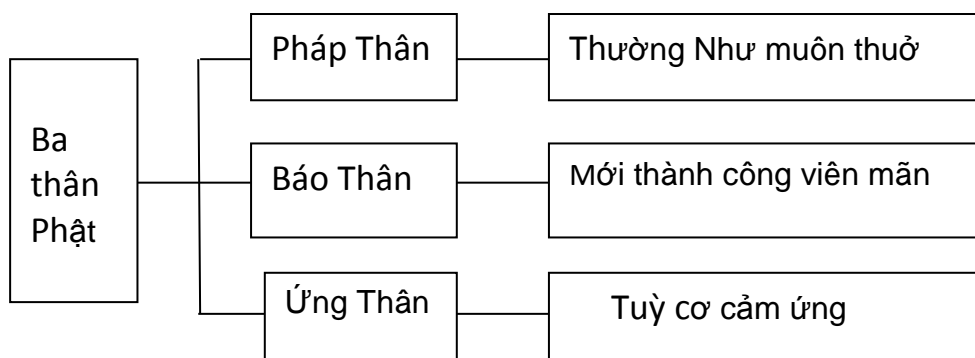 Ba
thân
Phật
Pháp Thân
Thường Như muôn thuở
Báo Thân
Mới thành công viên mãn
Ứng Thân
Tuỳ cơ cảm ứng